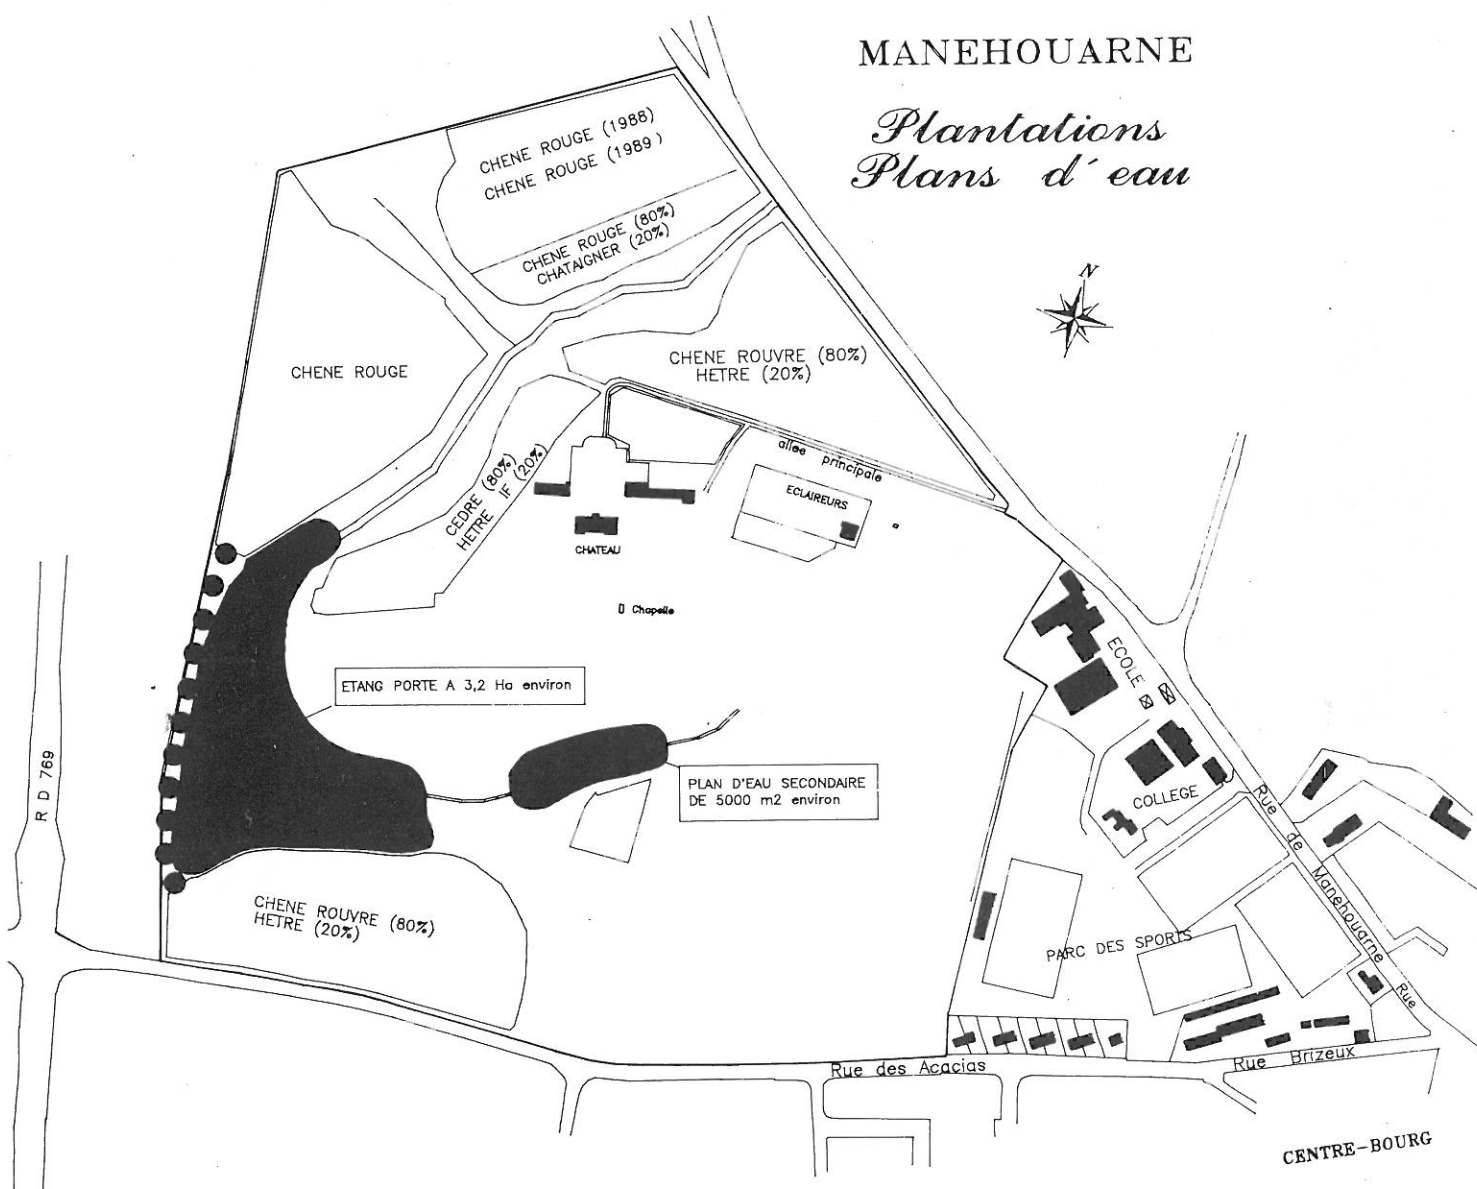 MANEHOUARNE
Plantations
Plans d'eau
N
CHENE ROUGE (1988)
CHENE ROUGE (1989)
CHENE ROUGE (80%)
CHATAIGNER (20%)
CHENE ROUGE
CHENE ROUVRE (80%)
HETRE (20%)
allee principale
CEDRE (80%)
HETRE IF (20%)
ECLAIREURS
CHATEAU
Chapelle
ETANG PORTE A 3,2 Ha environ
PLAN D'EAU SECONDAIRE
DE 5000 m2 environ
ECOLE
COLLEGE
R D 769
Rue de Manehouarne
CHENE ROUVRE (80%)
HETRE (20%)
PARC DES SPORTS
Rue
Rue des Acacias
Rue Brizeux
CENTRE-BOURG